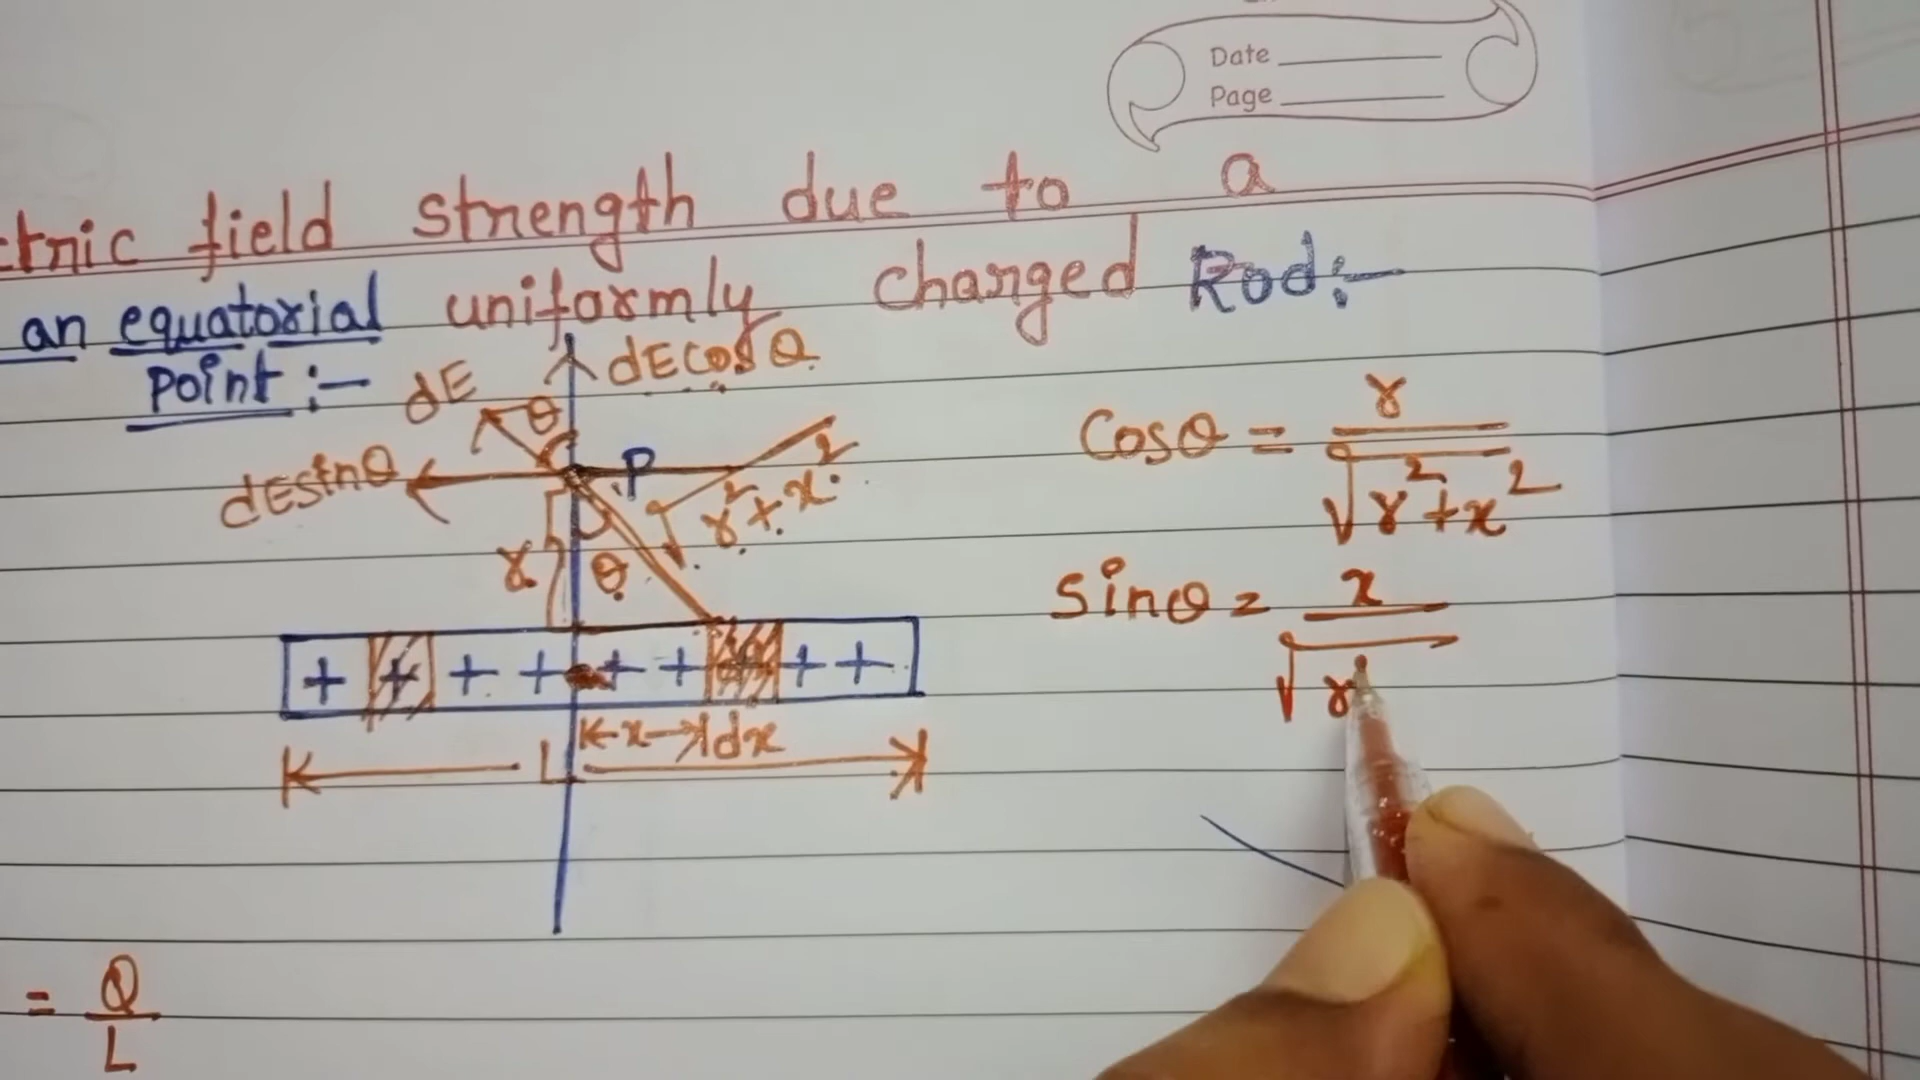 Date
Page
ctric field strength due to a
an equatorial uniformly charged Rod:-
point :-
dE θ dEcosθ
dEsinθ P √r²+x²
r θ
+ + + + + + + + +
x dx
L
Cosθ = r / √r²+x²
Sinθ = x / √r
= Q / L